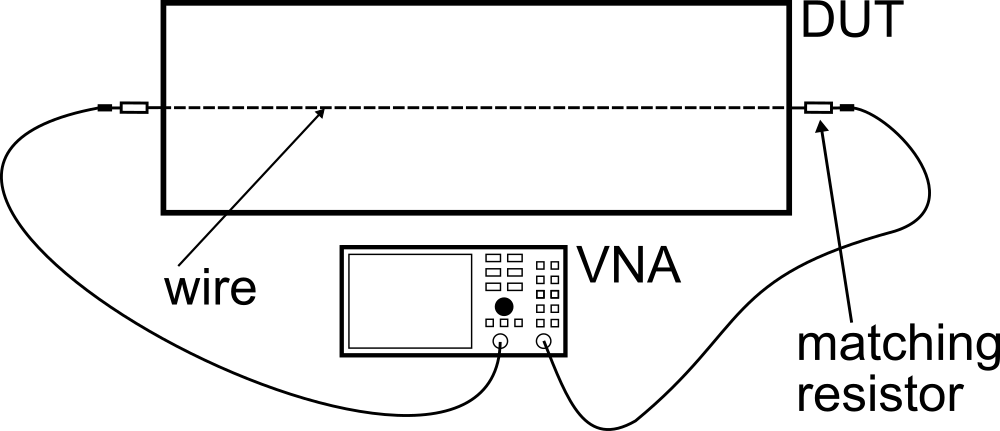 DUT
wire
VNA
matching
resistor